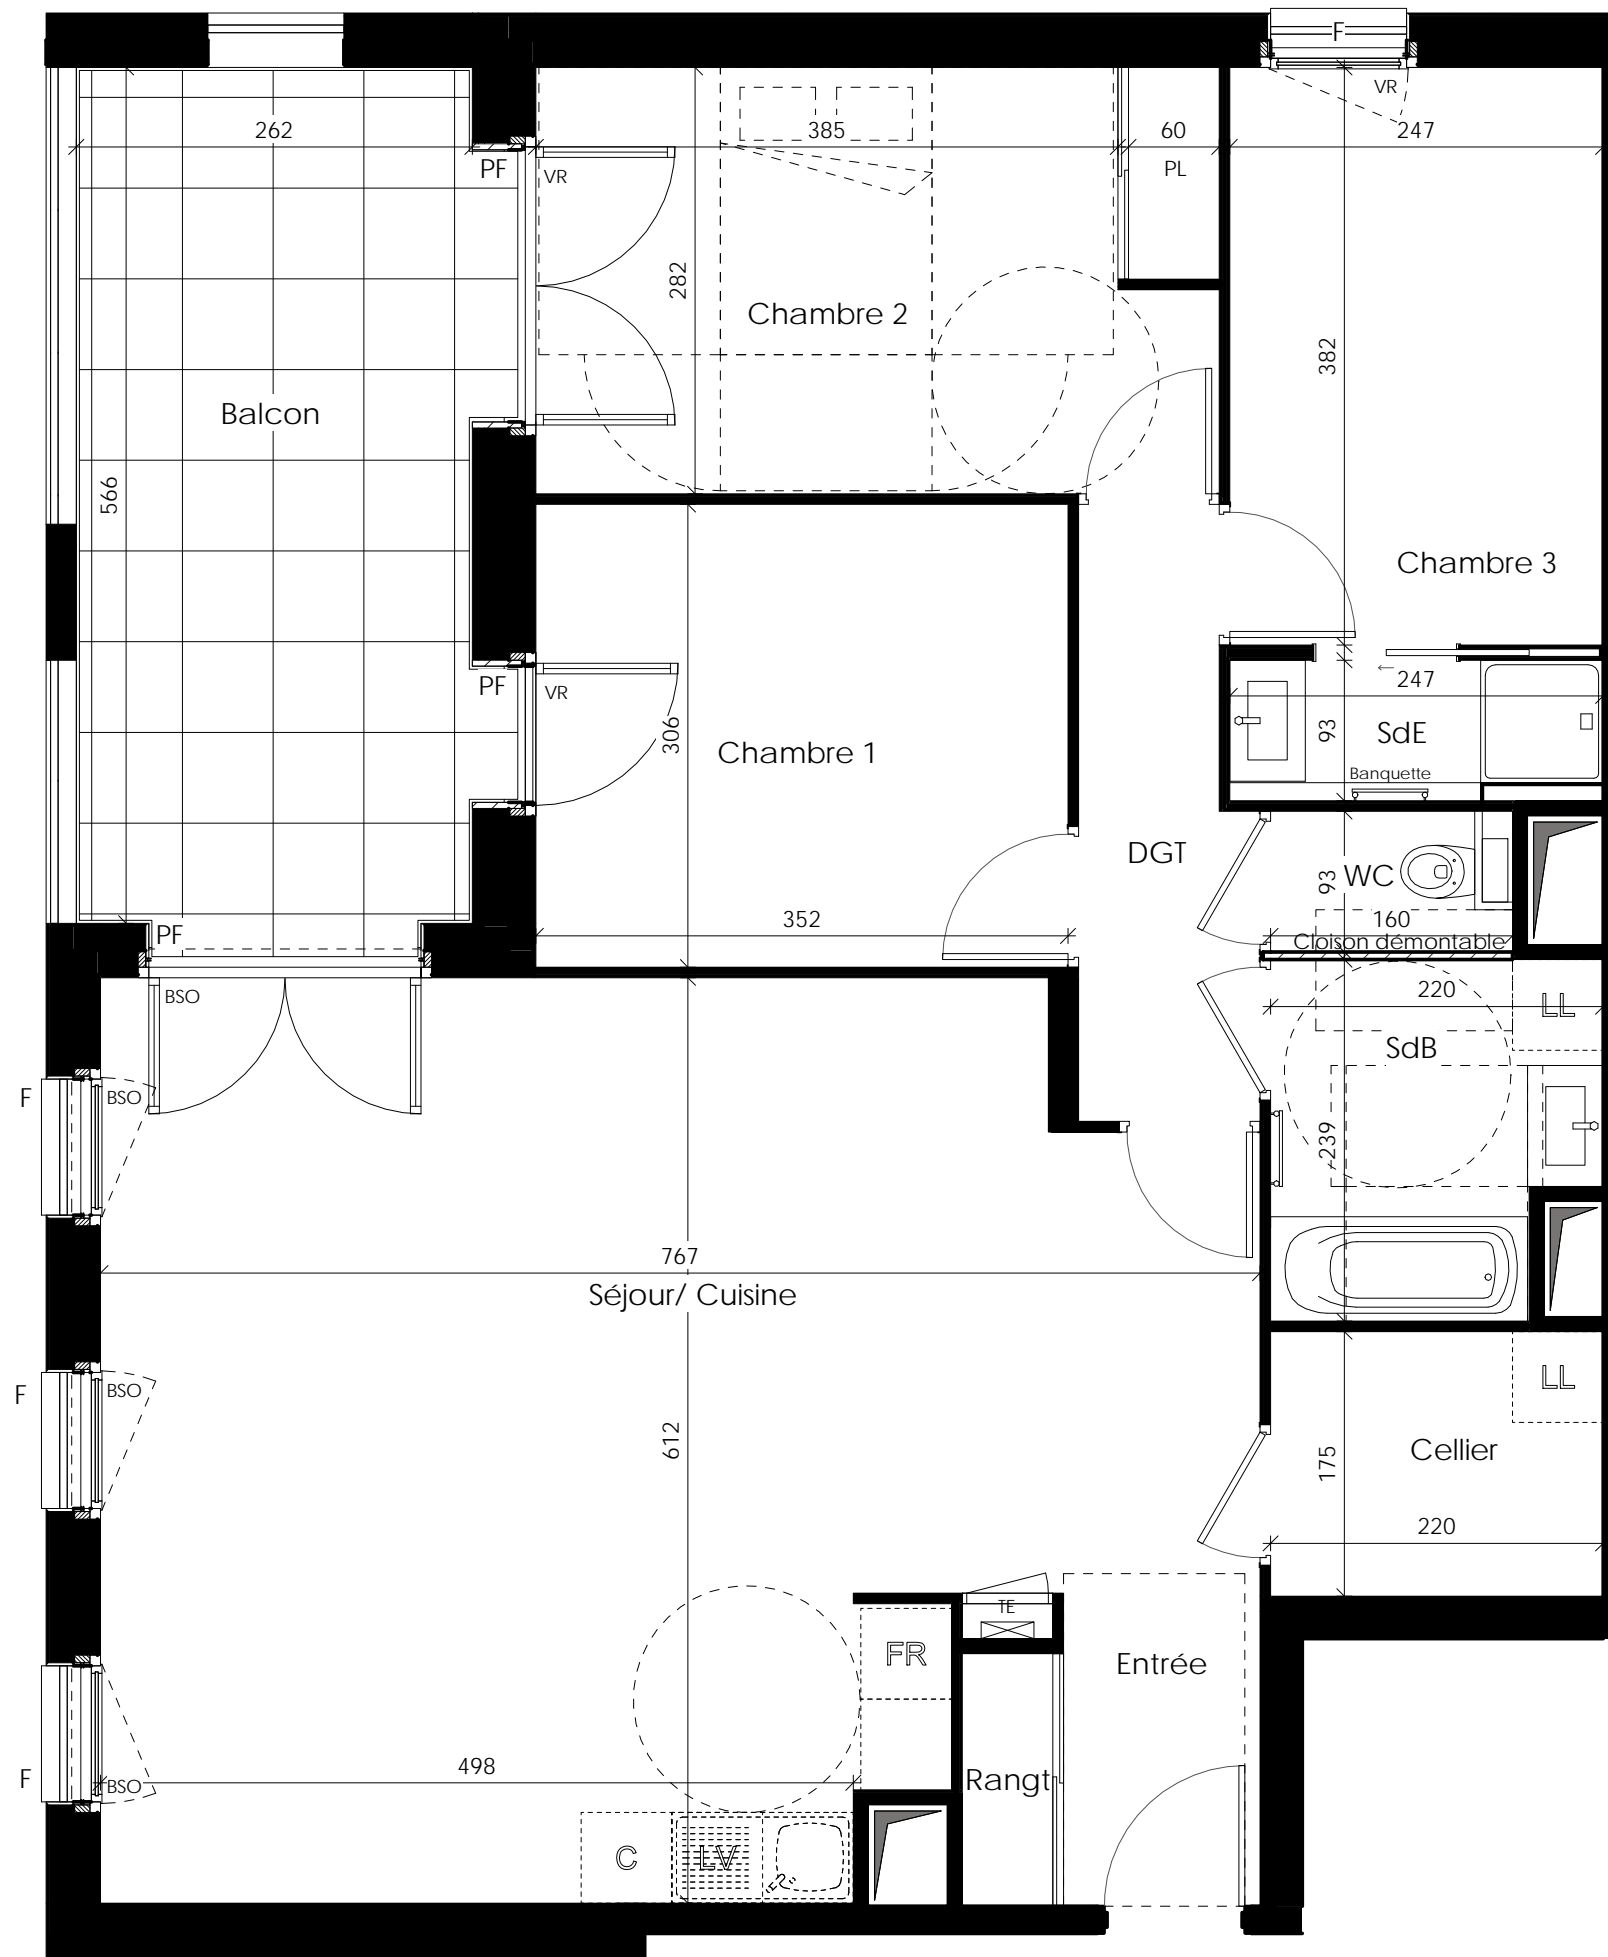 F
VR
262
385
60
247
PF
VR
PL
282
Chambre 2
382
Balcon
566
Chambre 3
PF
VR
247
306
Chambre 1
93
SdE
Banquette
DGT
93
WC
352
160
PF
Cloison démontable
BSO
220
LL
SdB
F
BSO
239
767
Séjour/ Cuisine
F
BSO
LL
612
175
Cellier
220
TE
FR
Entrée
498
Rangt
F
BSO
C
LV